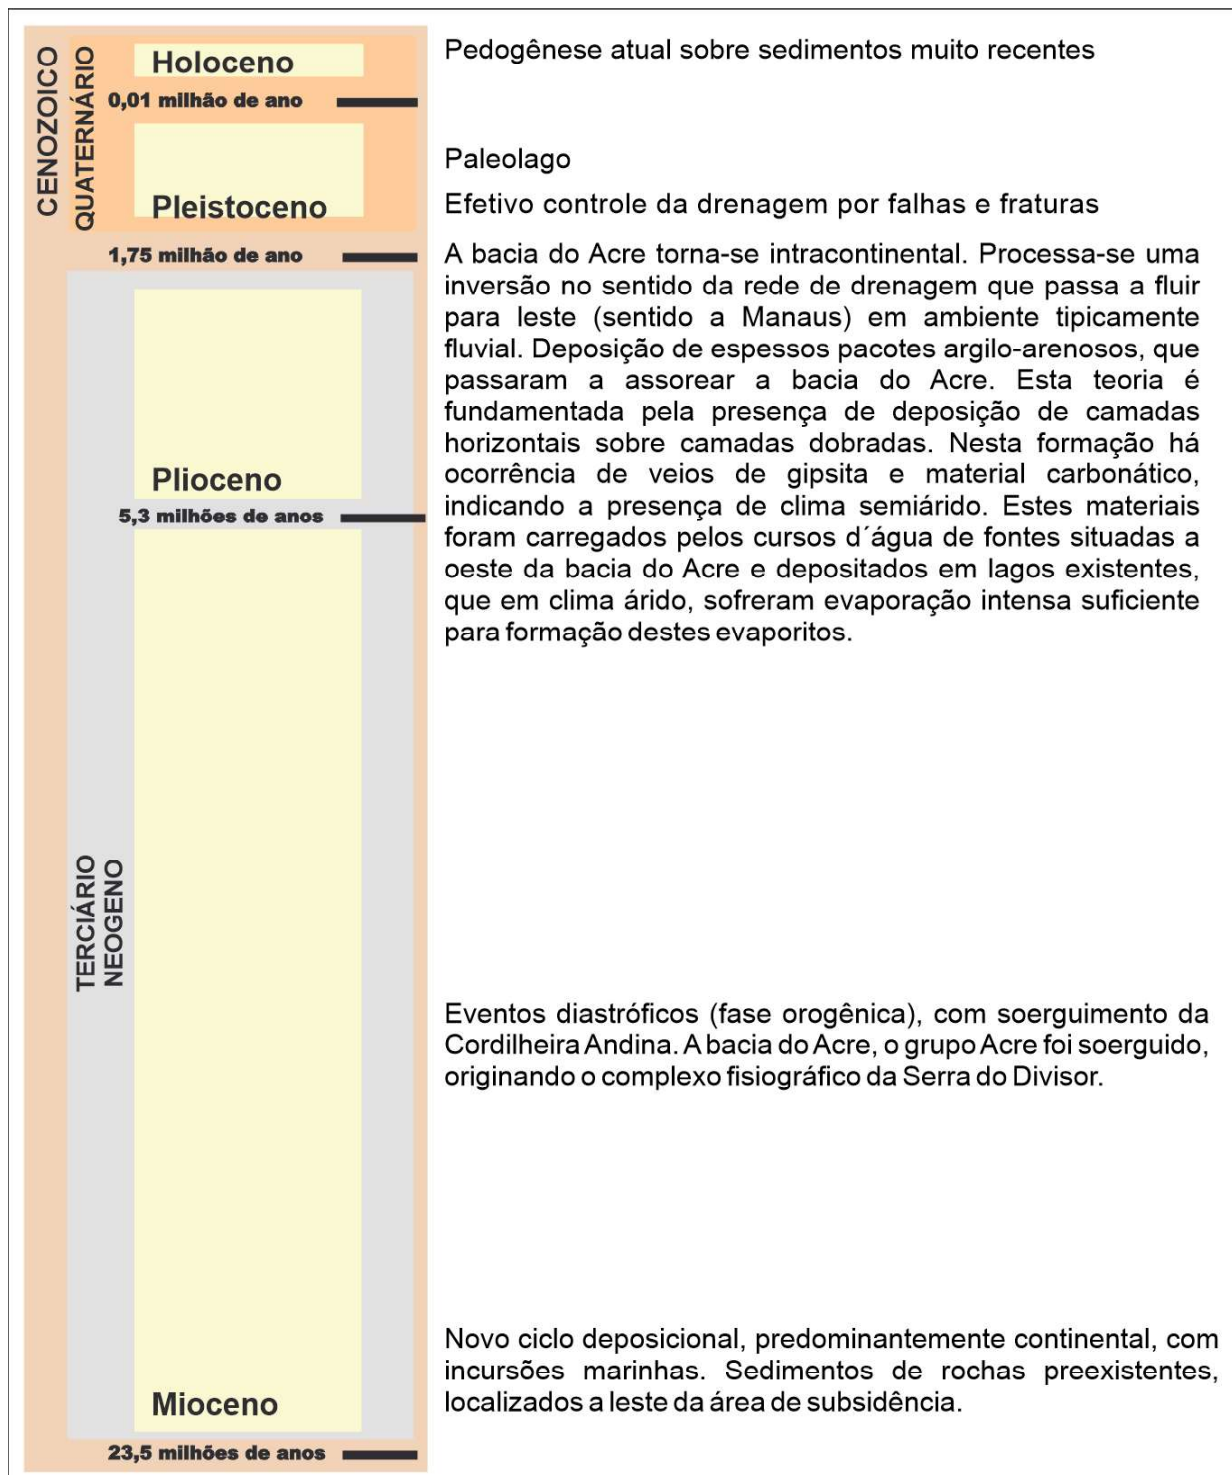 CENOZOICO
QUATERNÁRIO
Holoceno
Pedogênese atual sobre sedimentos muito recentes
0,01 milhão de ano
Paleolago
Pleistoceno
Efetivo controle da drenagem por falhas e fraturas
1,75 milhão de ano
A bacia do Acre torna-se intracontinental. Processa-se uma
inversão no sentido da rede de drenagem que passa a fluir
para leste (sentido a Manaus) em ambiente tipicamente
fluvial. Deposição de espessos pacotes argilo-arenosos, que
passaram a assorear a bacia do Acre. Esta teoria é
fundamentada pela presença de deposição de camadas
horizontais sobre camadas dobradas. Nesta formação há
ocorrência de veios de gipsita e material carbonático,
indicando a presença de clima semiárido. Estes materiais
foram carregados pelos cursos d´água de fontes situadas a
oeste da bacia do Acre e depositados em lagos existentes,
que em clima árido, sofreram evaporação intensa suficiente
para formação destes evaporitos.
Plioceno
5,3 milhões de anos
TERCIÁRIO
NEOGENO
Eventos diastróficos (fase orogênica), com soerguimento da
Cordilheira Andina. A bacia do Acre, o grupo Acre foi soerguido,
originando o complexo fisiográfico da Serra do Divisor.
Novo ciclo deposicional, predominantemente continental, com
incursões marinhas. Sedimentos de rochas preexistentes,
localizados a leste da área de subsidência.
Mioceno
23,5 milhões de anos